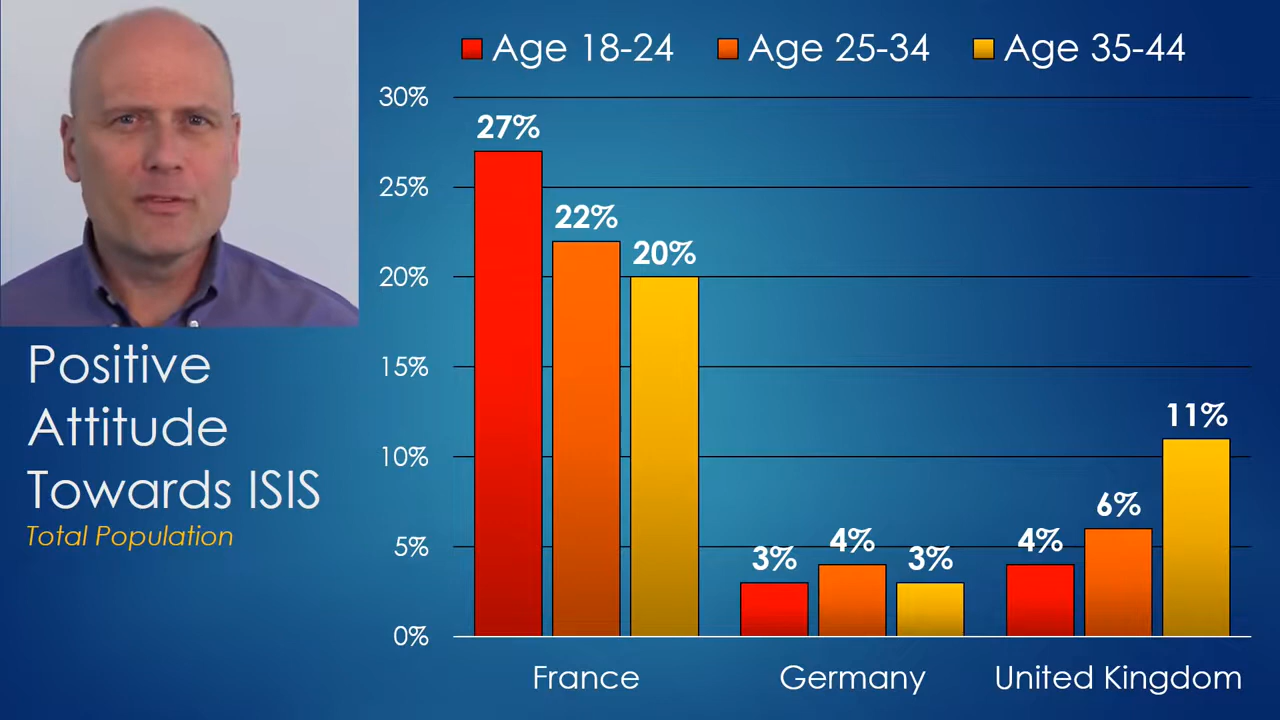 Age 18-24 Age 25-34 Age 35-44
30%
27%
25%
22%
20%
20%
15%
11%
10%
6%
5%
3%
4%
3%
4%
0%
France Germany United Kingdom
Positive
Attitude
Towards ISIS
Total Population